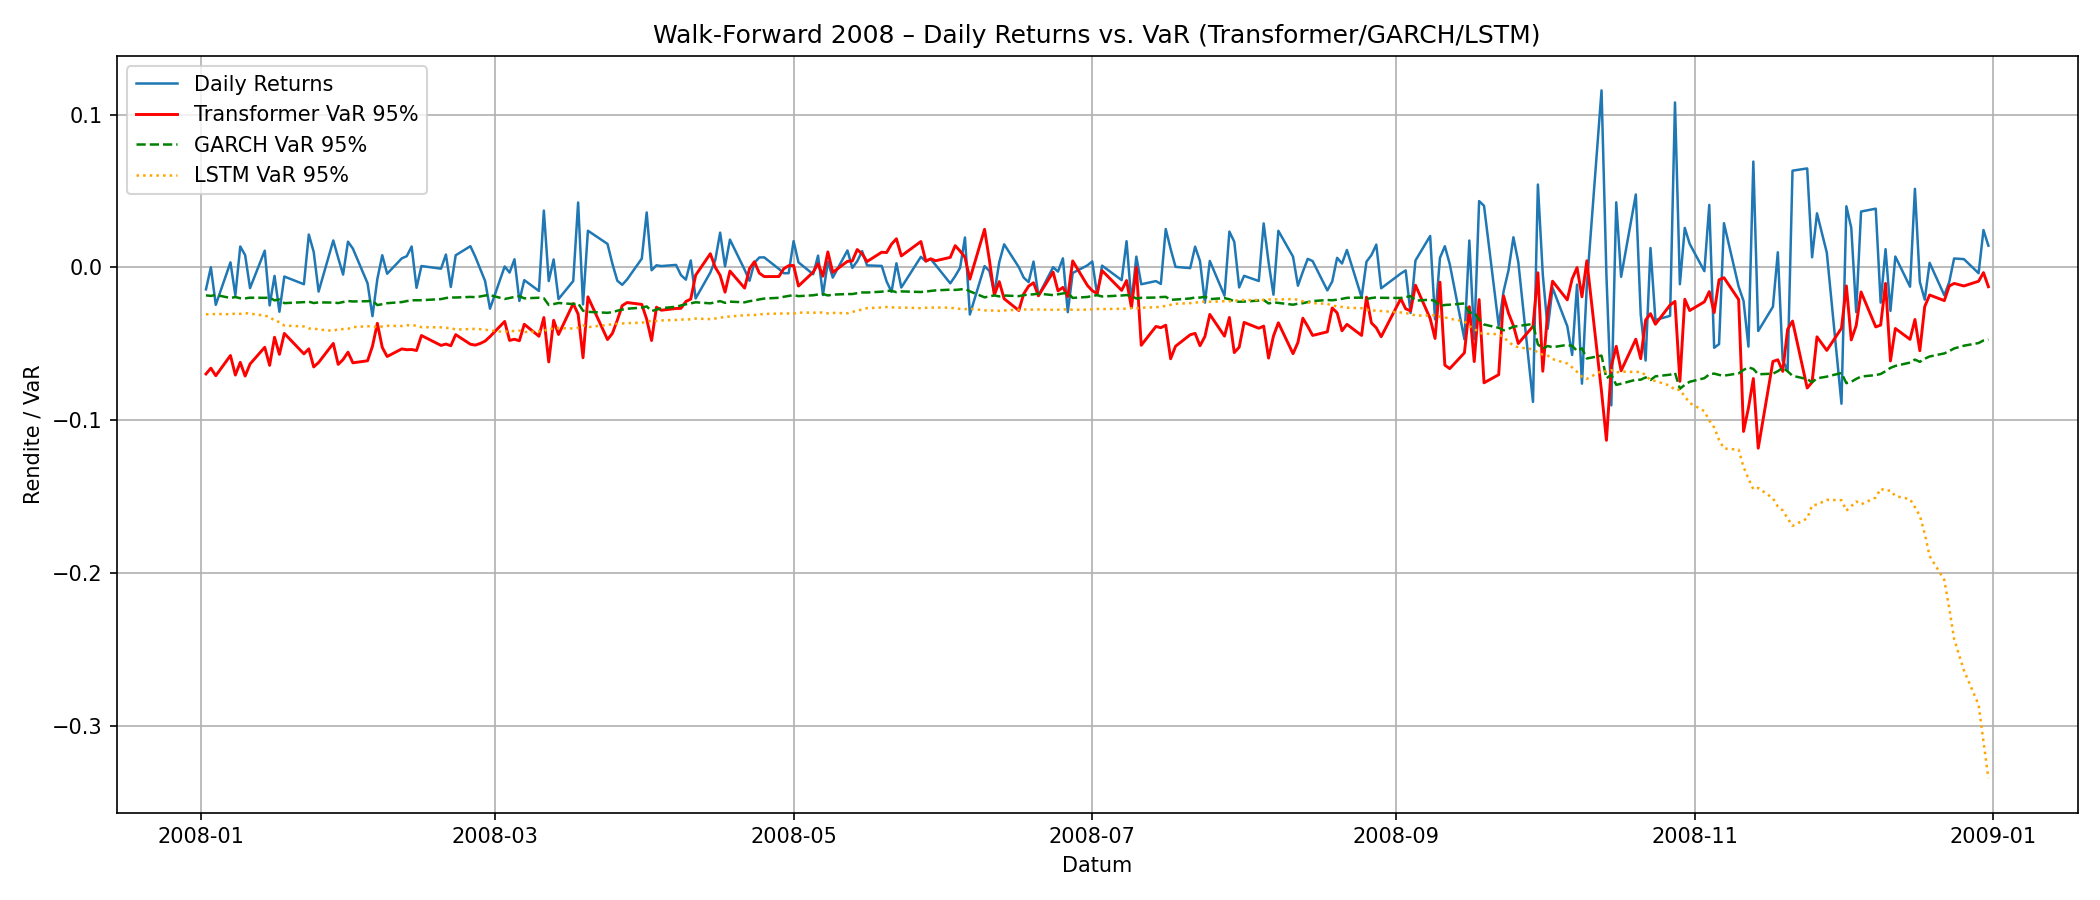 Walk-Forward 2008 – Daily Returns vs. VaR (Transformer/GARCH/LSTM)
Daily Returns
Transformer VaR 95%
GARCH VaR 95%
LSTM VaR 95%
Rendite / VaR
0.1
0.0
−0.1
−0.2
−0.3
2008-01 2008-03 2008-05 2008-07 2008-09 2008-11 2009-01
Datum